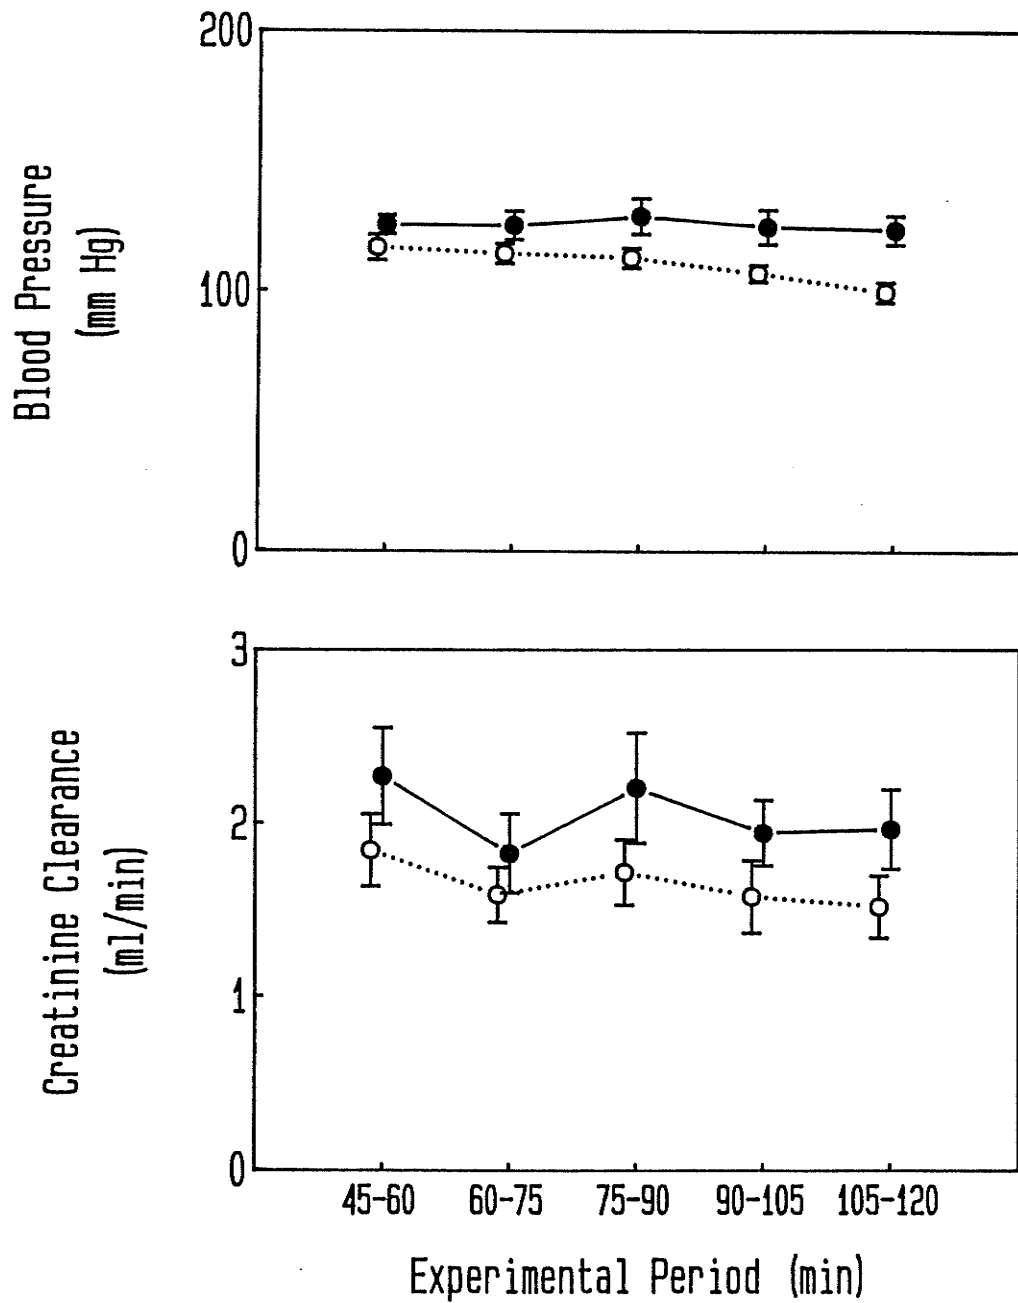 200
Blood Pressure
(mm Hg)
100
0
3
Creatinine Clearance
(ml/min)
2
1
0
45-60 60-75 75-90 90-105 105-120
Experimental Period (min)